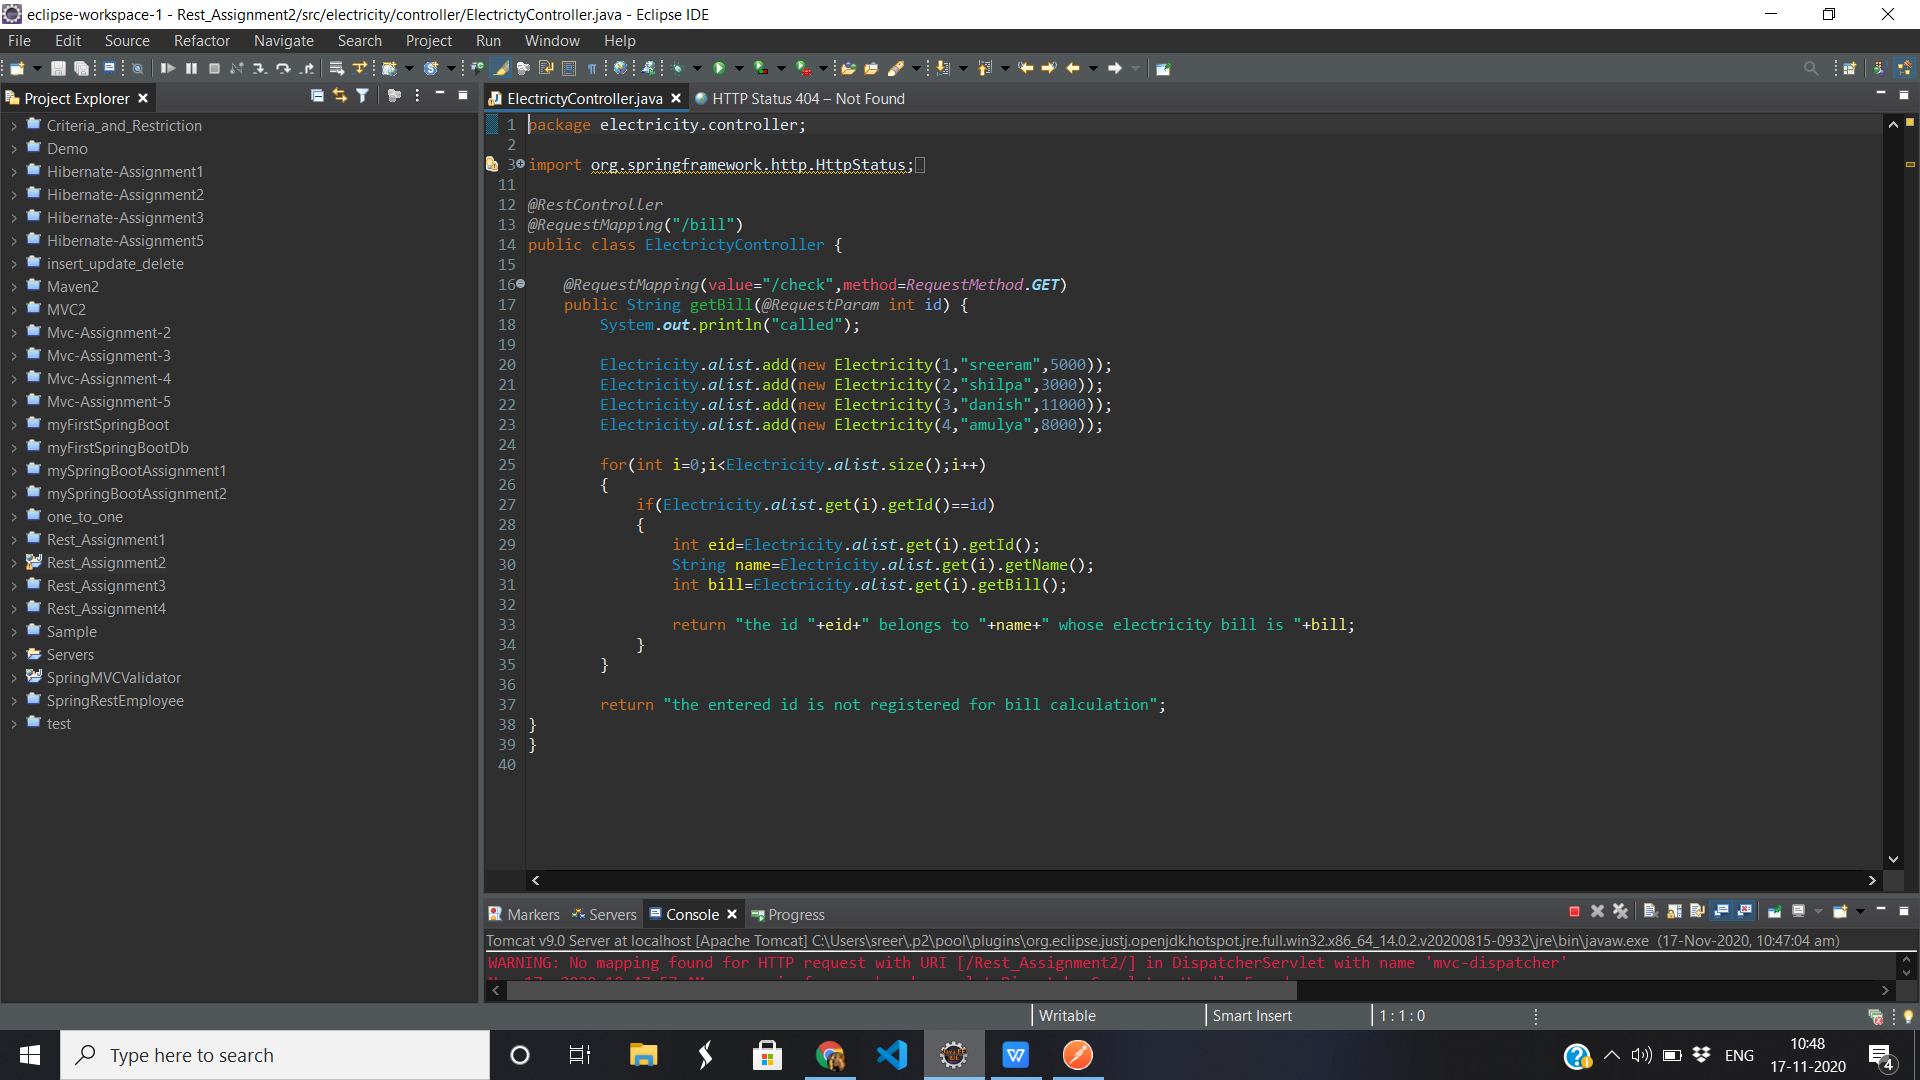 eclipse-workspace-1 - Rest_Assignment2/src/electricity/controller/ElectrictyController.java - Eclipse IDE
File Edit Source Refactor Navigate Search Project Run Window Help
Project Explorer
Criteria_and_Restriction
Demo
Hibernate-Assignment1
Hibernate-Assignment2
Hibernate-Assignment3
Hibernate-Assignment5
insert_update_delete
Maven2
MVC2
Mvc-Assignment-2
Mvc-Assignment-3
Mvc-Assignment-4
Mvc-Assignment-5
myFirstSpringBoot
myFirstSpringBootDb
mySpringBootAssignment1
mySpringBootAssignment2
one_to_one
Rest_Assignment1
Rest_Assignment2
Rest_Assignment3
Rest_Assignment4
Sample
Servers
SpringMVCValidator
SpringRestEmployee
test
ElectrictyController.java HTTP Status 404 – Not Found
1 package electricity.controller;
2
3 import org.springframework.http.HttpStatus;
11
12 @RestController
13 @RequestMapping("/bill")
14 public class ElectrictyController {
15
16 @RequestMapping(value="/check",method=RequestMethod.GET)
17 public String getBill(@RequestParam int id) {
18 System.out.println("called");
19
20 Electricity.alist.add(new Electricity(1,"sreeram",5000));
21 Electricity.alist.add(new Electricity(2,"shilpa",3000));
22 Electricity.alist.add(new Electricity(3,"danish",11000));
23 Electricity.alist.add(new Electricity(4,"amulya",8000));
24
25 for(int i=0;i<Electricity.alist.size();i++)
26 {
27 if(Electricity.alist.get(i).getId()==id)
28 {
29 int eid=Electricity.alist.get(i).getId();
30 String name=Electricity.alist.get(i).getName();
31 int bill=Electricity.alist.get(i).getBill();
32
33 return "the id "+eid+" belongs to "+name+" whose electricity bill is "+bill;
34 }
35 }
36
37 return "the entered id is not registered for bill calculation";
38 }
39 }
40
Markers Servers Console Progress
Tomcat v9.0 Server at localhost [Apache Tomcat] C:\Users\sreer\.p2\pool\plugins\org.eclipse.justj.openjdk.hotspot.jre.full.win32.x86_64_14.0.2.v20200815-0932\jre\bin\javaw.exe (17-Nov-2020, 10:47:04 am)
WARNING: No mapping found for HTTP request with URI [/Rest_Assignment2/] in DispatcherServlet with name 'mvc-dispatcher'
Writable Smart Insert 1 : 1 : 0
Type here to search
ENG
10:48
17-11-2020
4